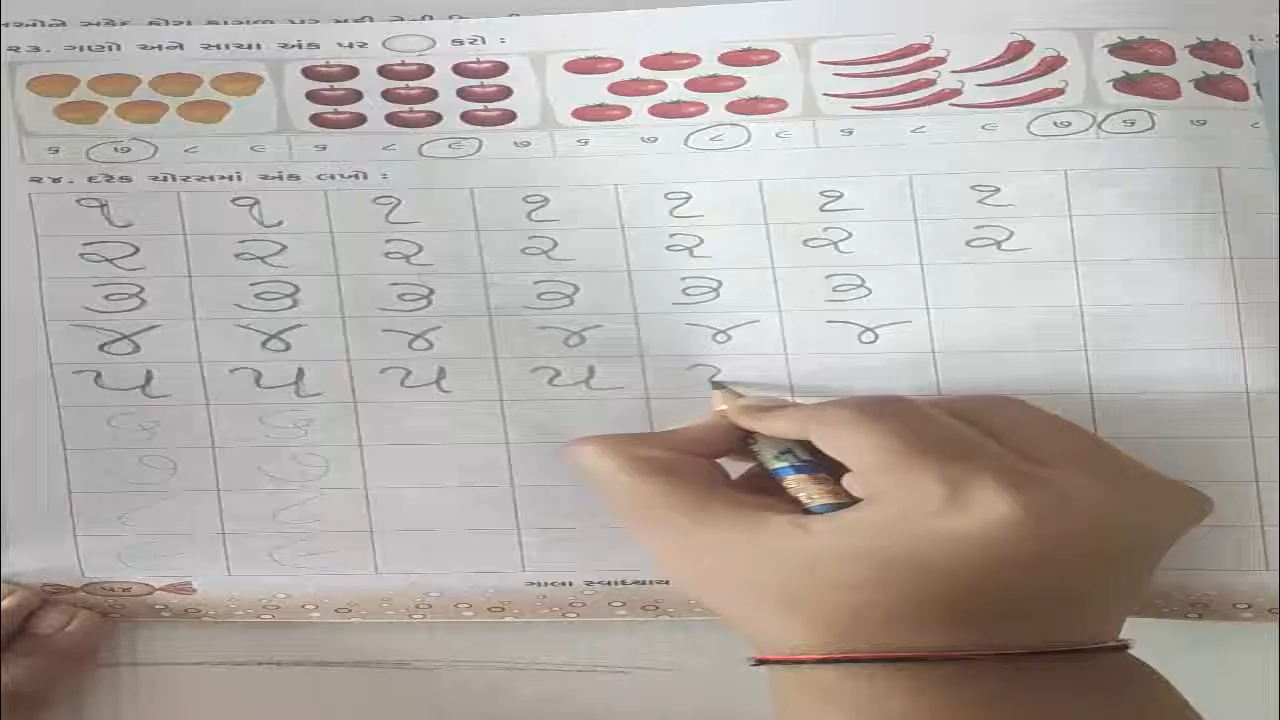 ૨૩. ગણો અને સાચા અંક પર કરો :
૬ ૭ ૮ ૯ ૬ ૮ ૯ ૭ ૬ ૭ ૮ ૯ ૬ ૮ ૯ ૭ ૬ ૭ ૮
૨૪. દરેક ચોરસમાં અંક લખો :
૧ ૧ ૧ ૧ ૧ ૧ ૧
૨ ૨ ૨ ૨ ૨ ૨ ૨
૩ ૩ ૩ ૩ ૩ ૩
૪ ૪ ૪ ૪ ૪ ૪
૫ ૫ ૫ ૫
૬ ૬
૭ ૭
૮ ૮
૯ ૯
૫૪ ગાલા સ્વાધ્યાય